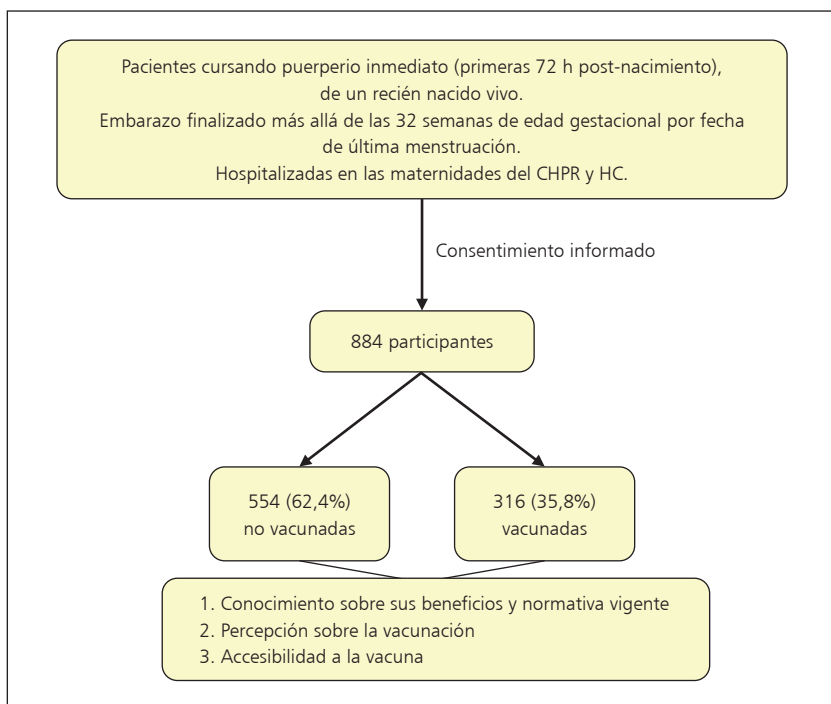 Pacientes cursando puerperio inmediato (primeras 72 h post-nacimiento),
de un recién nacido vivo.
Embarazo finalizado más allá de las 32 semanas de edad gestacional por fecha
de última menstruación.
Hospitalizadas en las maternidades del CHPR y HC.
Consentimiento informado
884 participantes
554 (62,4%)
no vacunadas
316 (35,8%)
vacunadas
1. Conocimiento sobre sus beneficios y normativa vigente
2. Percepción sobre la vacunación
3. Accesibilidad a la vacuna